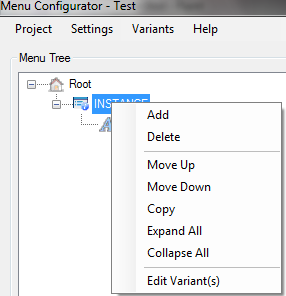 Menu Configurator - Test
Project Settings Variants Help
Menu Tree
Root
INSTANCE
Add
Delete
Move Up
Move Down
Copy
Expand All
Collapse All
Edit Variant(s)